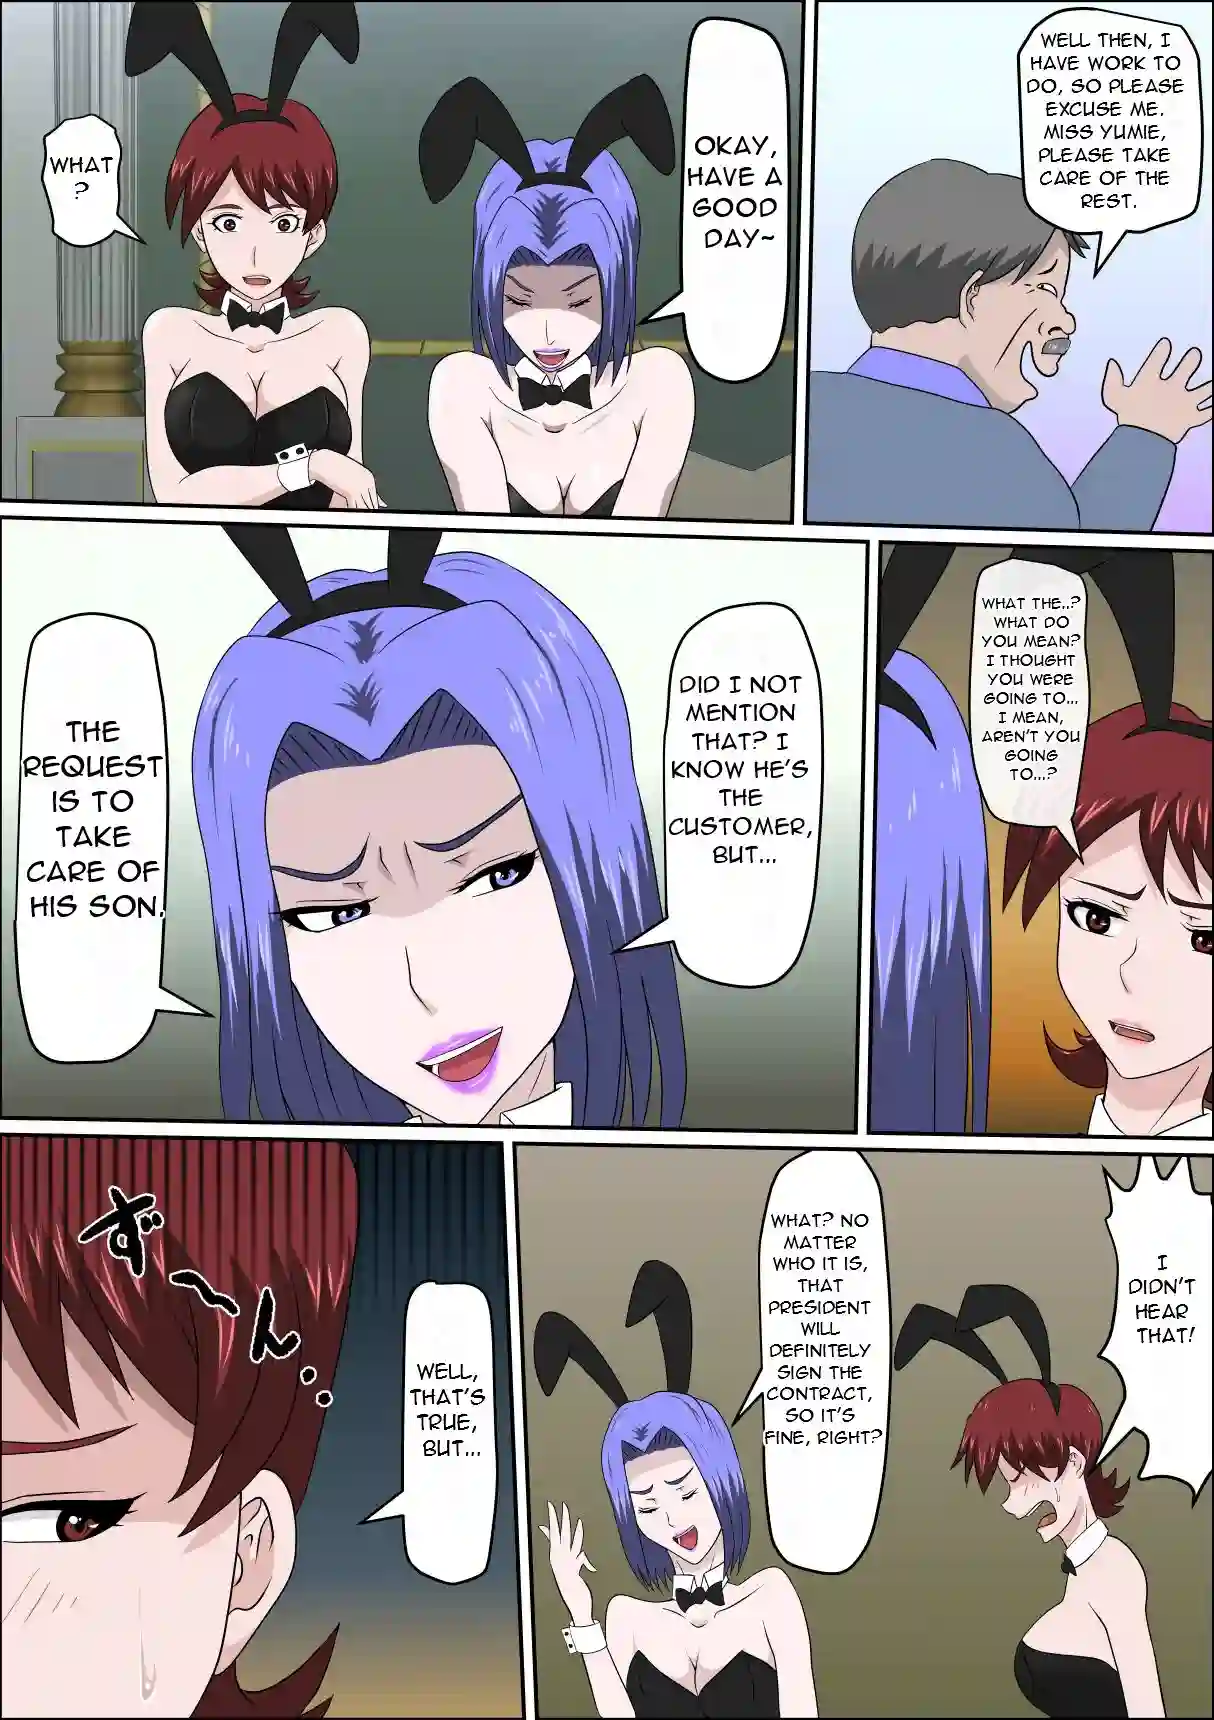 WELL THEN, I
HAVE WORK TO
DO, SO PLEASE
EXCUSE ME.
MISS YUMIE,
PLEASE TAKE
CARE OF THE
REST.
OKAY,
HAVE A
GOOD
DAY~
WHAT
?
WHAT THE..?
WHAT DO
YOU MEAN?
I THOUGHT
YOU WERE
GOING TO...
I MEAN,
AREN'T YOU
GOING
TO...?
DID I NOT
MENTION
THAT? I
KNOW HE'S
THE
CUSTOMER,
BUT...
THE
REQUEST
IS TO
TAKE
CARE OF
HIS SON.
I
DIDN'T
HEAR
THAT!
WHAT? NO
MATTER
WHO IT IS,
THAT
PRESIDENT
WILL
DEFINITELY
SIGN THE
CONTRACT,
SO IT'S
FINE, RIGHT?
WELL,
THAT'S
TRUE,
BUT...
ず～ん...